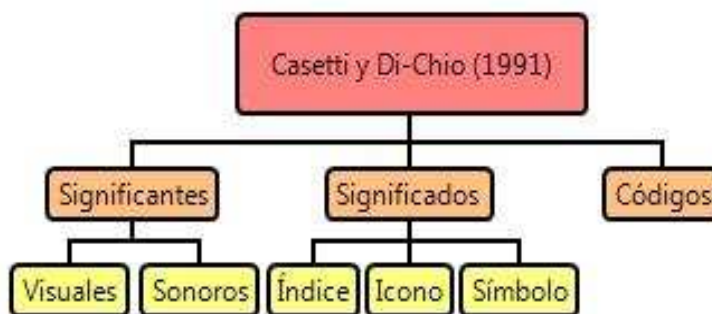 Casetti y Di-Chio (1991)
Significantes
Significados
Códigos
Visuales
Sonoros
Índice
Icono
Símbolo